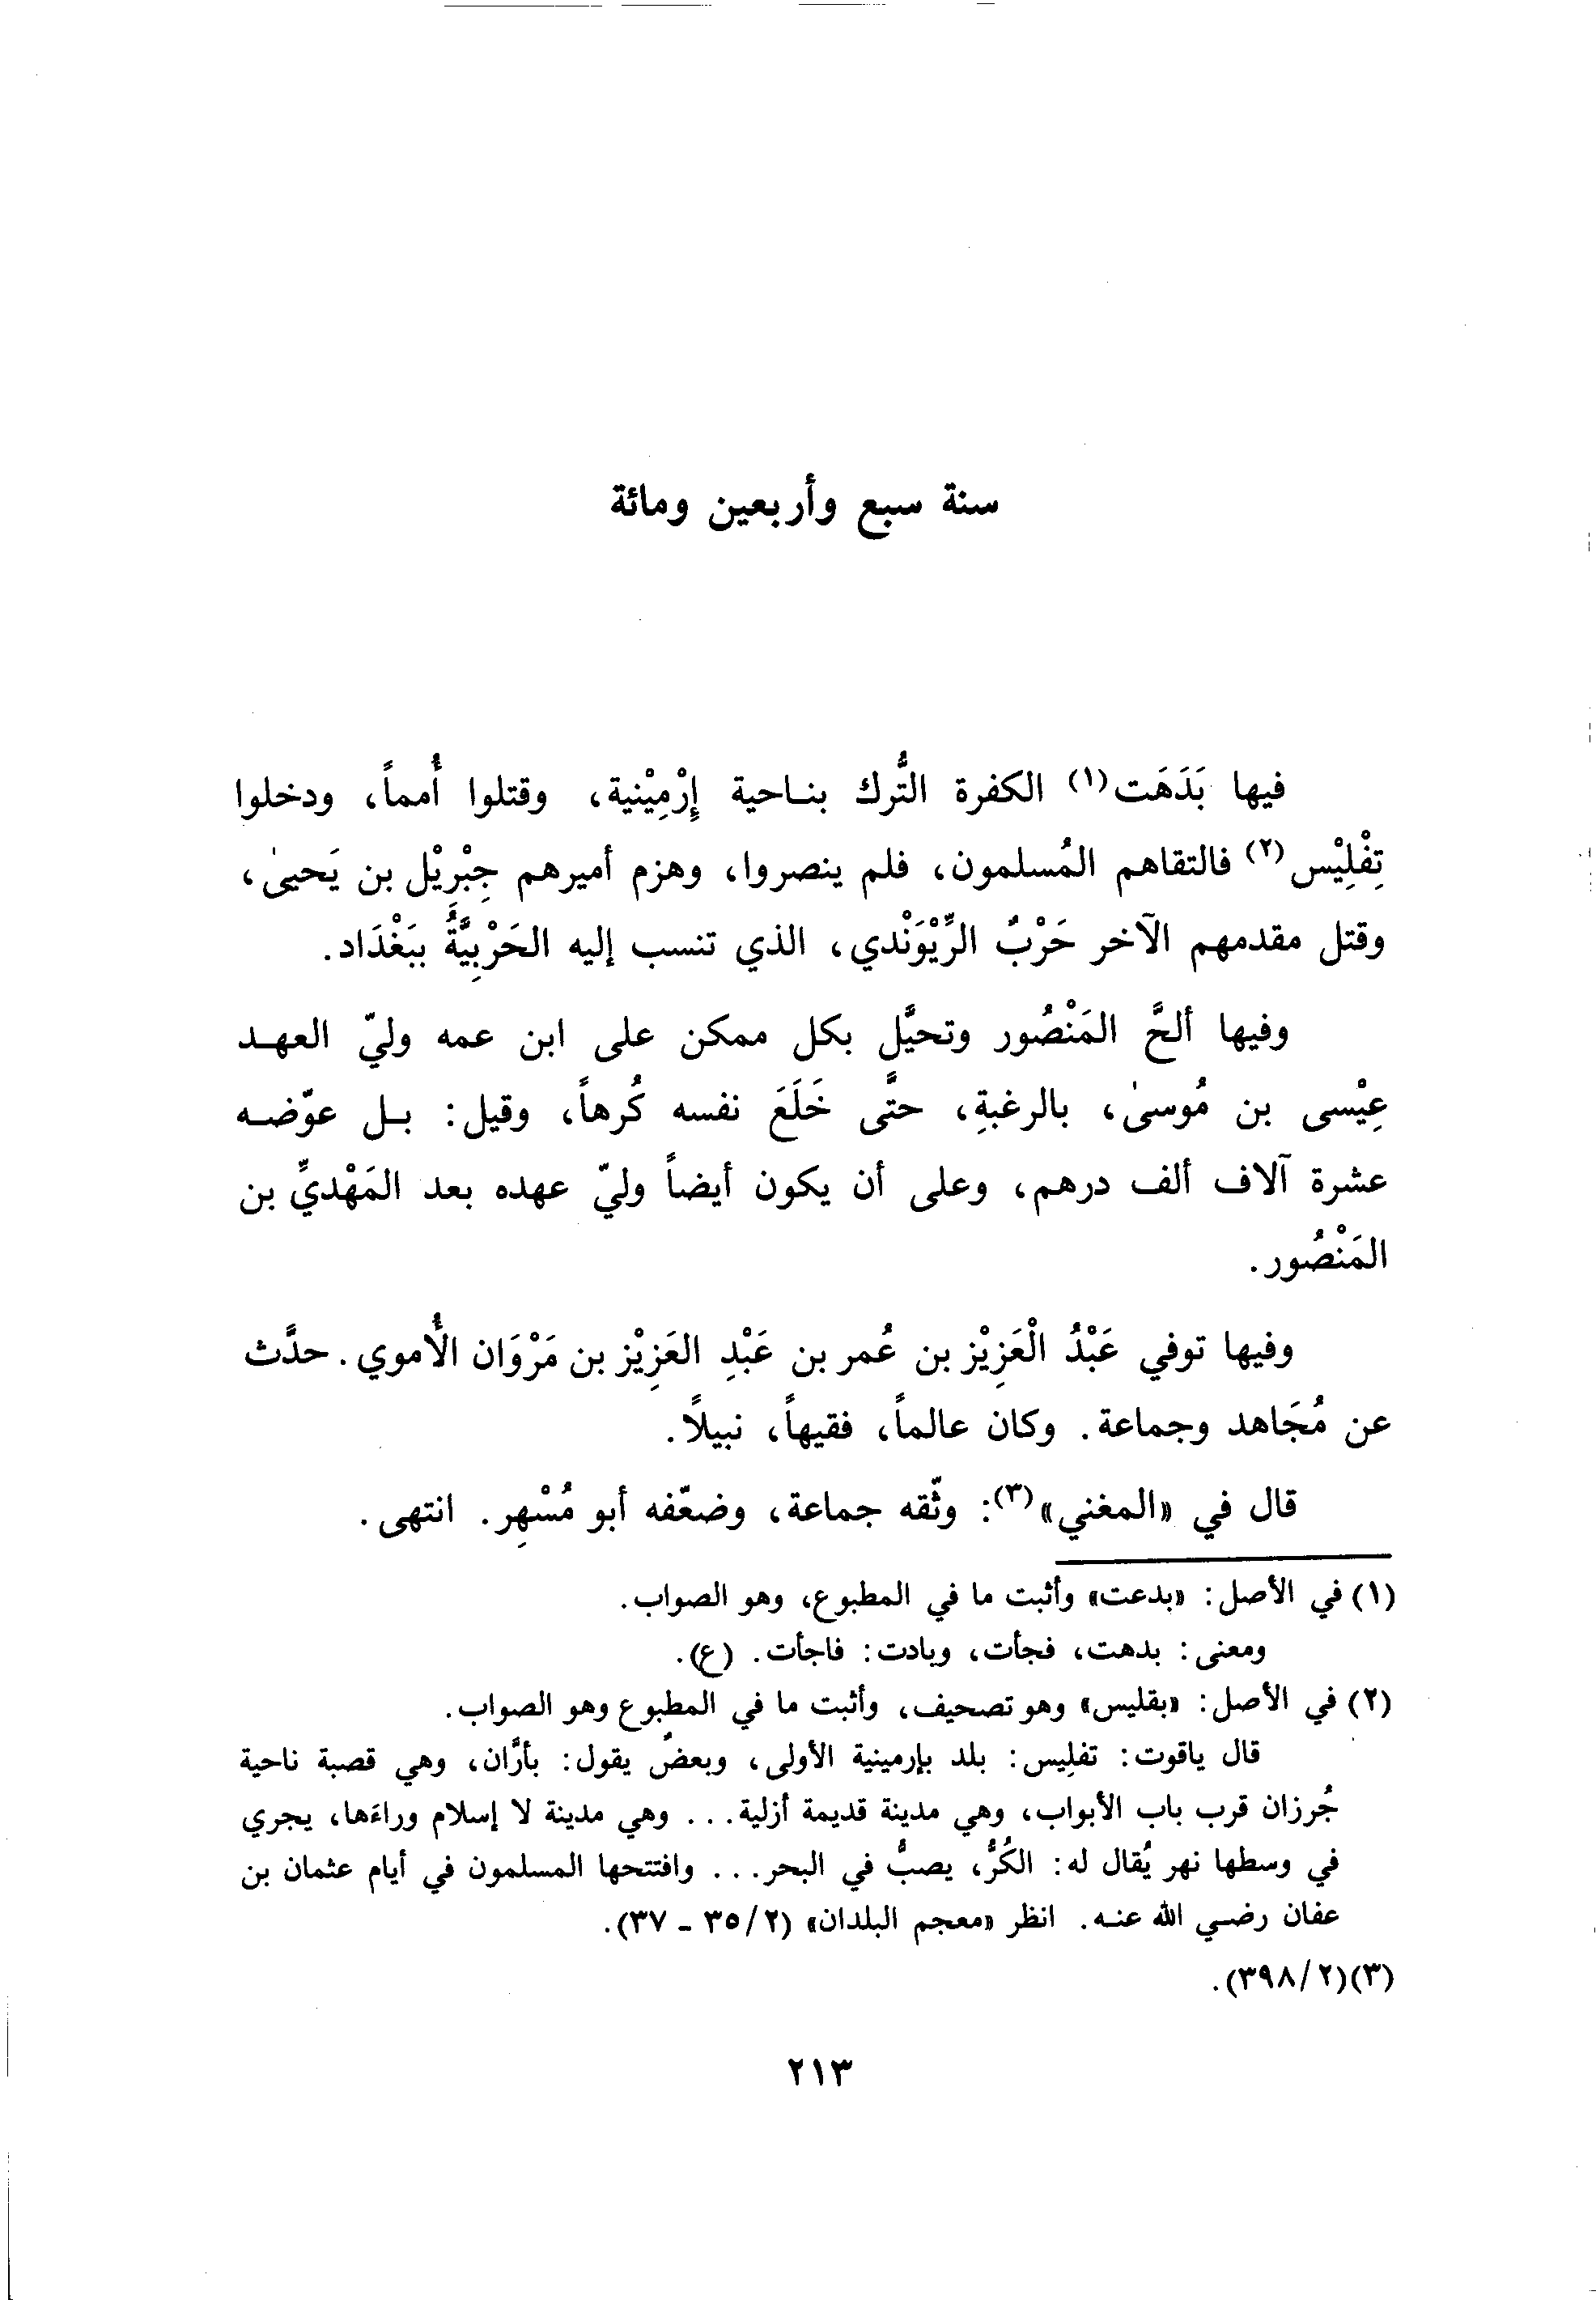 سنة سبع وأربعين ومائة
فيها بَدَهَت(١) الكفرة التُّرك بناحية إِرْمِيْنية، وقتلوا أُمماً، ودخلوا
تِفْلِيْس(٢) فالتقاهم المُسلمون، فلم ينصروا، وهزم أميرهم جِبْرِيْل بن يَحيىٰ،
وقتل مقدمهم الآخر حَرْبٌ الرِّيْوَنْدي، الذي تنسب إليه الحَرْبِيَّةُ ببَغْدَاد.
وفيها ألحَّ المَنْصُور وتحيَّل بكل ممكن على ابن عمه وليّ العهد
عِيْسى بن مُوسىٰ، بالرغبةِ، حتَّى خَلَعَ نفسه كُرهاً، وقيل: بل عوّضه
عشرة آلاف ألف درهم، وعلى أن يكون أيضاً وليّ عهده بعد المَهْديِّ بن
المَنْصُور.
وفيها توفي عَبْدُ الْعَزِيْز بن عُمر بن عَبْدِ العَزِيْز بن مَرْوَان الأُموي. حدَّث
عن مُجَاهد وجماعة. وكان عالماً، فقيهاً، نبيلاً.
قال في «المغني»(٣): وثّقه جماعة، وضعّفه أبو مُسْهِر. انتهى.
(١) في الأصل: «بدعت» وأثبت ما في المطبوع، وهو الصواب.
ومعنى: بدهت، فجأت، وبادت: فاجأت. (ع).
(٢) في الأصل: «بقليس» وهو تصحيف، وأثبت ما في المطبوع وهو الصواب.
قال ياقوت: تفلِيس: بلد بإرمينية الأولى، وبعضٌ يقول: بأرَّان، وهي قصبة ناحية
جُرزان قرب باب الأبواب، وهي مدينة قديمة أزلية... وهي مدينة لا إسلام وراءَها، يجري
في وسطها نهر يُقال له: الكُرُّ، يصبُّ في البحر... وافتتحها المسلمون في أيام عثمان بن
عفان رضي الله عنه. انظر «معجم البلدان» (٢/ ٣٥ - ٣٧).
(٣)(٢/ ٣٩٨).
٢١٣